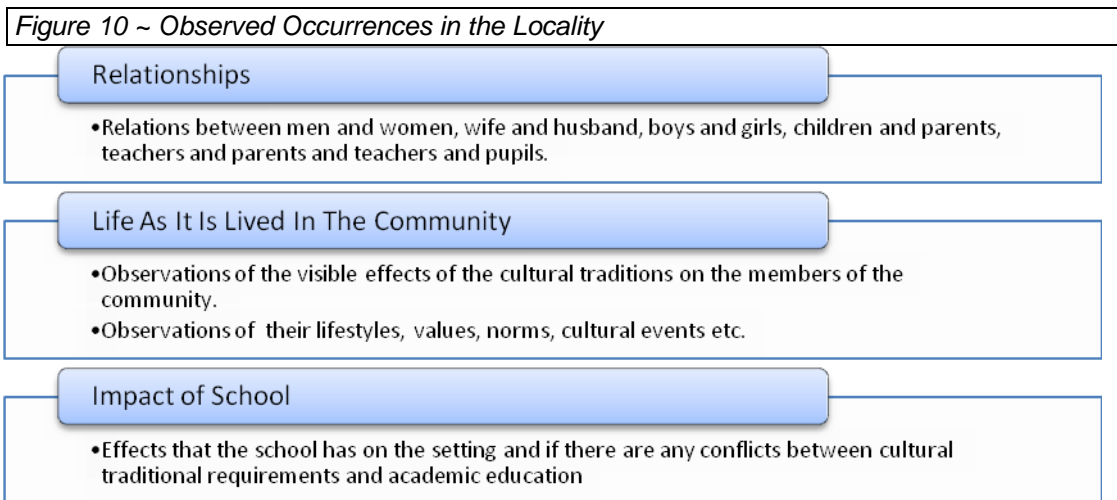 Figure 10 ~ Observed Occurrences in the Locality
Relationships
•Relations between men and women, wife and husband, boys and girls, children and parents,
teachers and parents and teachers and pupils.
Life As It Is Lived In The Community
•Observations of the visible effects of the cultural traditions on the members of the
community.
•Observations of their lifestyles, values, norms, cultural events etc.
Impact of School
•Effects that the school has on the setting and if there are any conflicts between cultural
traditional requirements and academic education